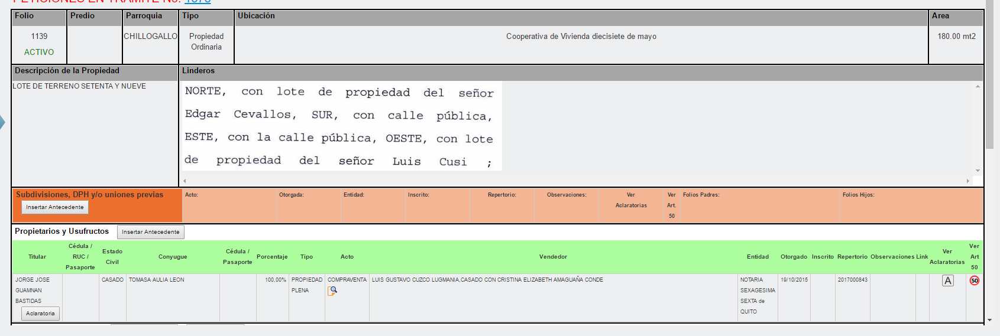 PETICIONES EN TRAMITE No. 1376
Folio Predio Parroquia Tipo Ubicación Area
1139 CHILLOGALLO Propiedad Ordinaria Cooperativa de Vivienda diecisiete de mayo 180.00 mt2
ACTIVO
Descripción de la Propiedad Linderos
LOTE DE TERRENO SETENTA Y NUEVE
NORTE, con lote de propiedad del señor
Edgar Cevallos, SUR, con calle pública,
ESTE, con la calle pública, OESTE, con lote
de propiedad del señor Luis Cusi ;
Subdivisiones, DPH y/o uniones previas
Insertar Antecedente
Acto: Otorgada: Entidad: Inscrito: Repertorio: Observaciones: Ver Aclaratorias Ver Art. 50 Folios Padres: Folios Hijos:
Propietarios y Usufructos Insertar Antecedente
Titular Cédula / RUC / Pasaporte Estado Civil Conyugue Cédula / Pasaporte Porcentaje Tipo Acto Vendedor Entidad Otorgado Inscrito Repertorio Observaciones Link Ver Aclaratorias Ver Art 50
JORGE JOSE GUAMNAN BASTIDAS CASADO TOMASA AULIA LEON 100,00% PROPIEDAD PLENA COMPRAVENTA LUIS GUSTAVO CUZCO LUGMANIA,CASADO CON CRISTINA ELIZABETH AMAGUAÑA CONDE NOTARIA SEXAGESIMA SEXTA de QUITO 19/10/2015 2017000843 A 50
Aclaratoria